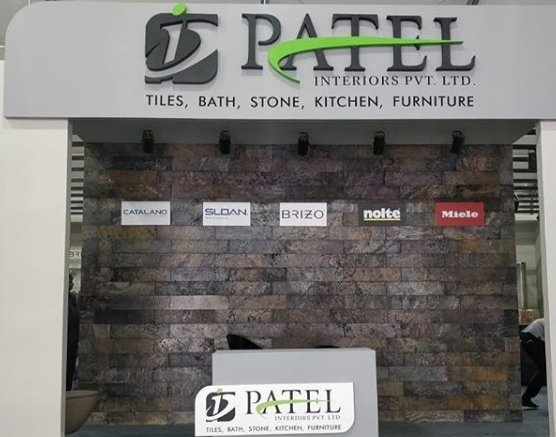 PATEL
INTERIORS PVT. LTD.
TILES, BATH, STONE, KITCHEN, FURNITURE
CATALANO
SLOAN.
BRIZO
nolte
Miele
PATEL
INTERIORS PVT. LTD.
TILES, BATH, STONE, KITCHEN, FURNITURE